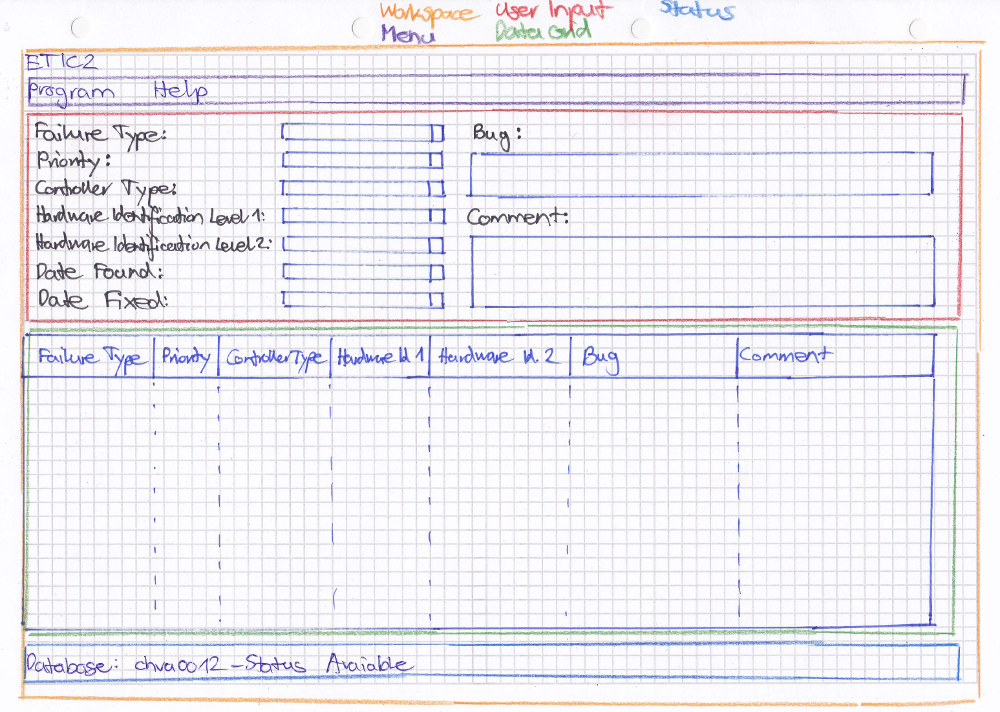 Workspace User Input Status
Menu Data Grid
ETIC2
Program Help
Failure Type:
Priority:
Controller Type:
Hardware Identification Level 1:
Hardware Identification Level 2:
Date Found:
Date Fixed:
Bug:
Comment:
Failure Type Priority Controller Type Hardware Id 1 Hardware Id. 2 Bug Comment
Database: chva0012 - Status Avaiable